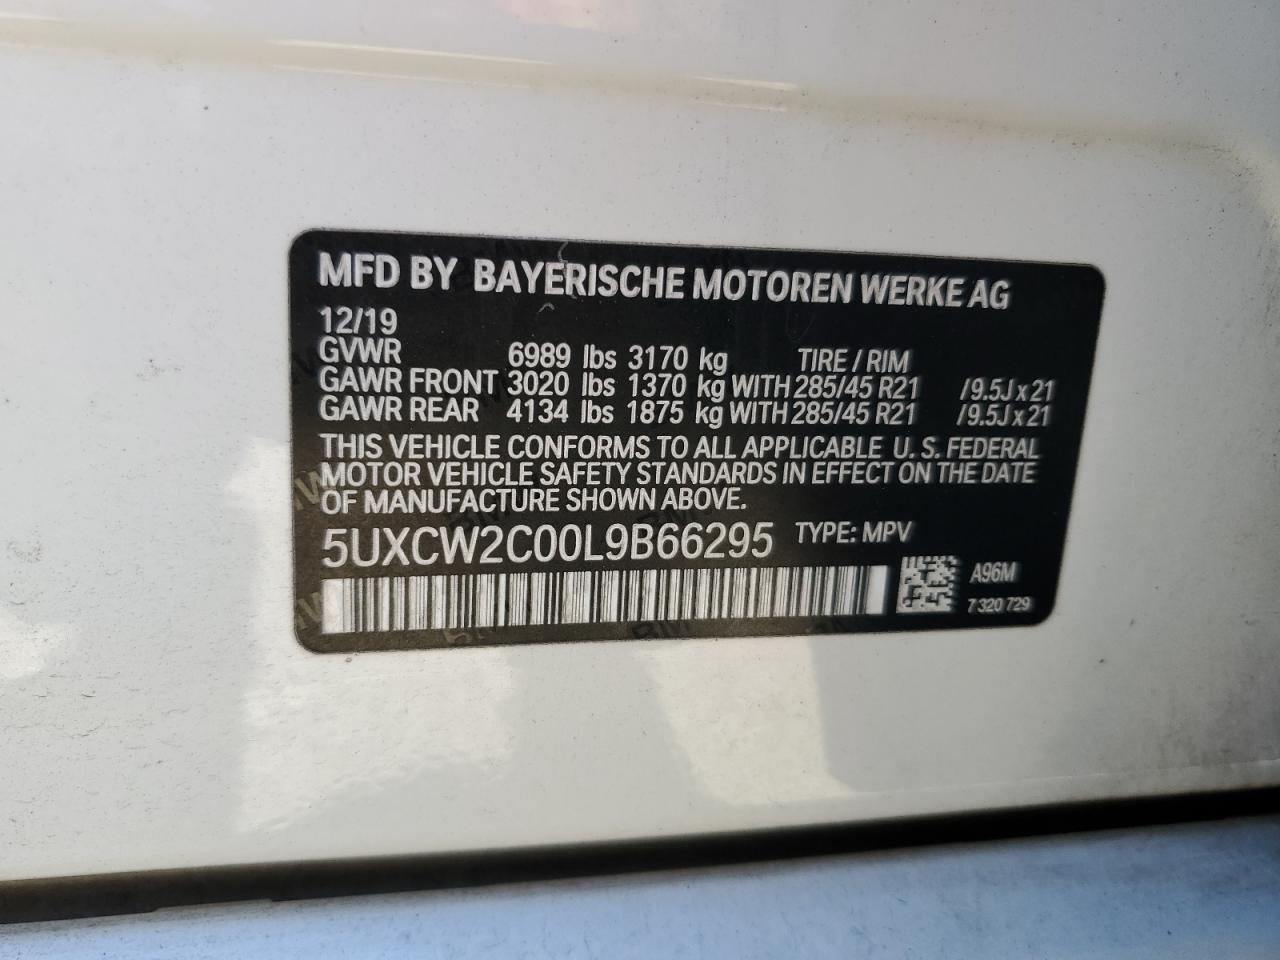 MFD BY BAYERISCHE MOTOREN WERKE AG
12/19
GVWR 6989 lbs 3170 kg TIRE / RIM
GAWR FRONT 3020 lbs 1370 kg WITH 285/45 R21 /9.5J x 21
GAWR REAR 4134 lbs 1875 kg WITH 285/45 R21 /9.5J x 21
THIS VEHICLE CONFORMS TO ALL APPLICABLE U. S. FEDERAL
MOTOR VEHICLE SAFETY STANDARDS IN EFFECT ON THE DATE
OF MANUFACTURE SHOWN ABOVE.
5UXCW2C00L9B66295 TYPE: MPV
A96M
7 320 729